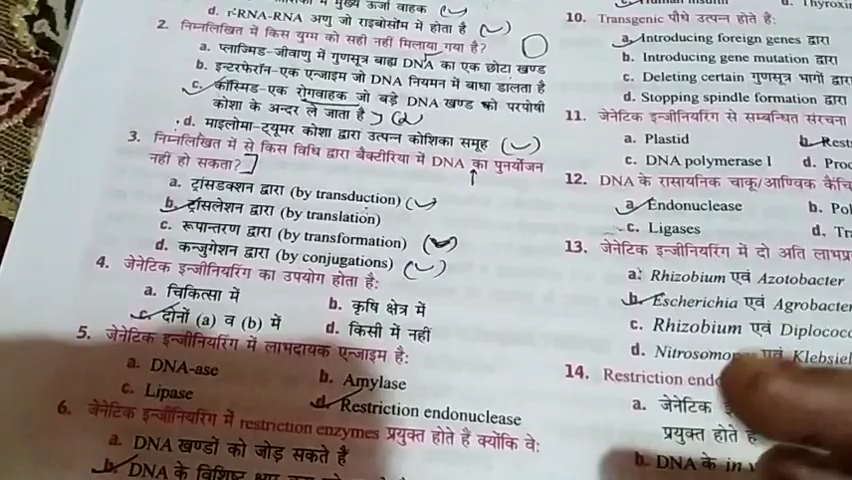 में मुख्य ऊर्जा वाहक
d. r-RNA-RNA अणु जो राइबोसोम में होता है
2. निम्नलिखित में किस युग्म को सही नहीं मिलाया गया है?
a. प्लाज्मिड-जीवाणु में गुणसूत्र बाह्य DNA का एक छोटा खण्ड
b. इन्टरफेरॉन-एक एन्जाइम जो DNA नियमन में बाधा डालता है
c. कॉस्मिड-एक रोगवाहक जो बड़े DNA खण्ड को परपोषी
कोशा के अन्दर ले जाता है
d. माइलोमा-ट्यूमर कोशा द्वारा उत्पन्न कोशिका समूह
3. निम्नलिखित में से किस विधि द्वारा बैक्टीरिया में DNA का पुनर्योजन
नहीं हो सकता?
a. ट्रांसडक्शन द्वारा (by transduction)
b. ट्राँसलेशन द्वारा (by translation)
c. रूपान्तरण द्वारा (by transformation)
d. कन्जुगेशन द्वारा (by conjugations)
4. जेनेटिक इन्जीनियरिंग का उपयोग होता है:
a. चिकित्सा में b. कृषि क्षेत्र में
c. दोनों (a) व (b) में d. किसी में नहीं
5. जेनेटिक इन्जीनियरिंग में लाभदायक एन्जाइम है:
a. DNA-ase b. Amylase
c. Lipase d. Restriction endonuclease
6. जेनेटिक इन्जीनियरिंग में restriction enzymes प्रयुक्त होते हैं क्योंकि वे:
a. DNA खण्डों को जोड़ सकते हैं
b. DNA के विशिष्ट
insulin d.
10. Transgenic पौधे उत्पन्न होते हैं:
a. Introducing foreign genes द्वारा
b. Introducing gene mutation द्वारा
c. Deleting certain गुणसूत्र भागों द्वारा
d. Stopping spindle formation द्वारा
11. जेनेटिक इन्जीनियरिंग से सम्बन्धित संरचना
a. Plastid b.
c. DNA polymerase I d.
12. DNA के रासायनिक चाकू/आण्विक
a. Endonuclease b.
c. Ligases d.
13. जेनेटिक इन्जीनियरिंग में दो अति
a. Rhizobium एवं Azotobacter
b. Escherichia एवं
c. Rhizobium एवं
d. एवं
14. Restriction
a. जेनेटिक
प्रयुक्त होते
b. DNA के in